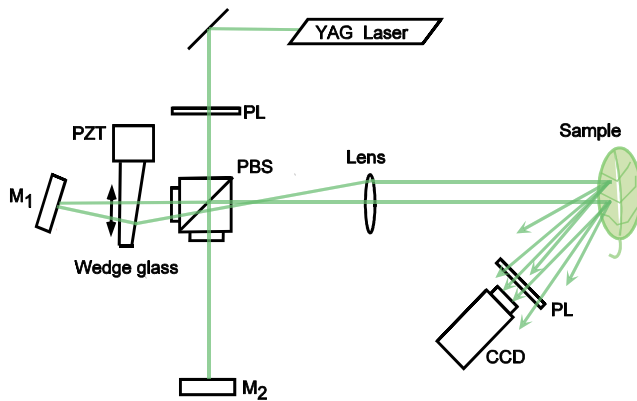 YAG Laser
PL
PZT
PBS
Lens
Sample
M1
Wedge glass
PL
CCD
M2